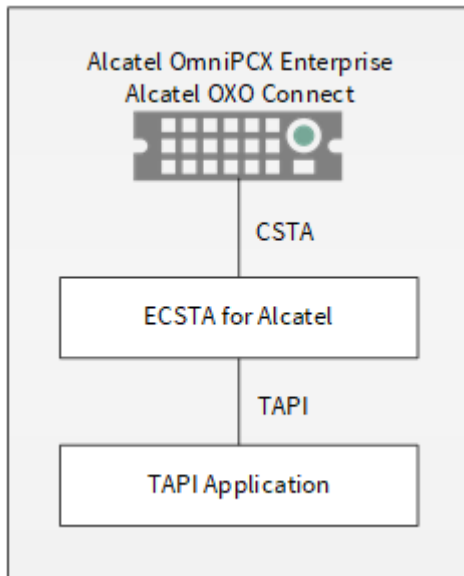 Alcatel OmniPCX Enterprise
Alcatel OXO Connect
CSTA
ECSTA for Alcatel
TAPI
TAPI Application